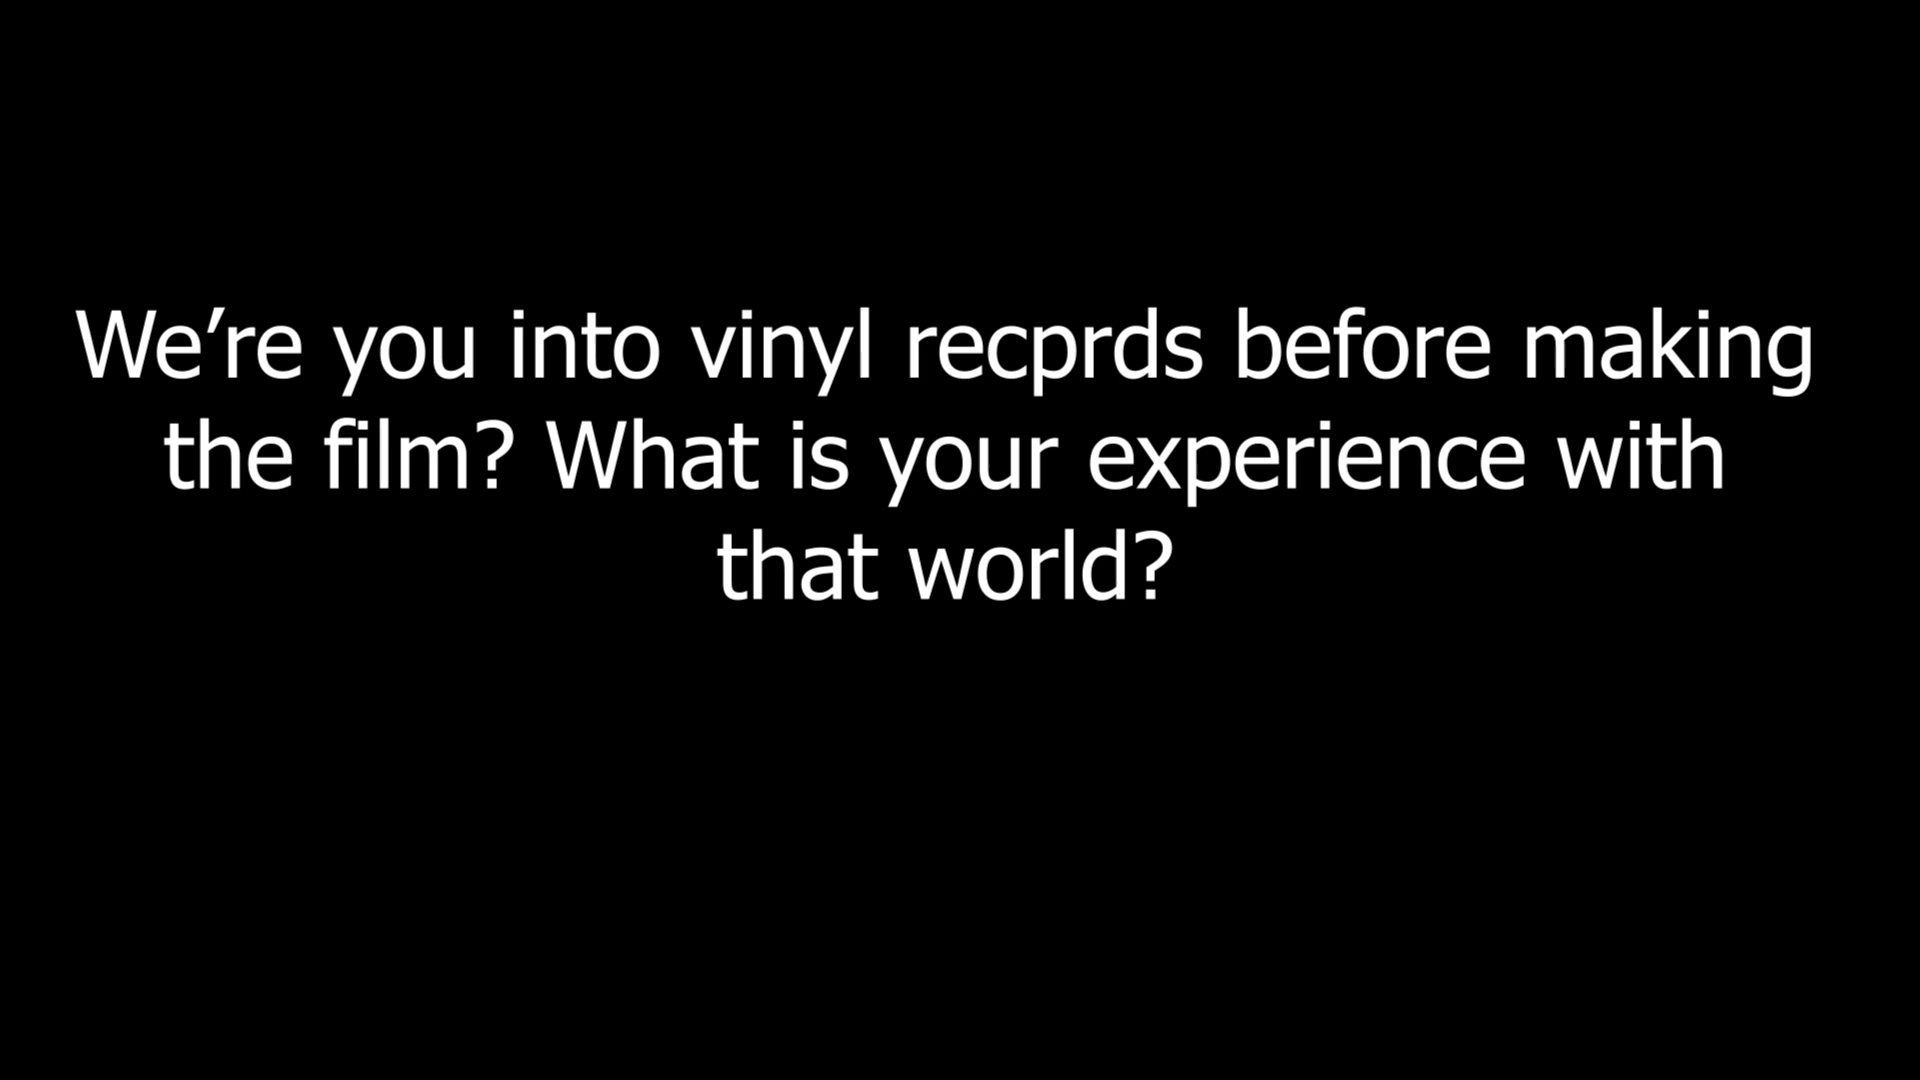 We’re you into vinyl recprds before making
the film? What is your experience with
that world?